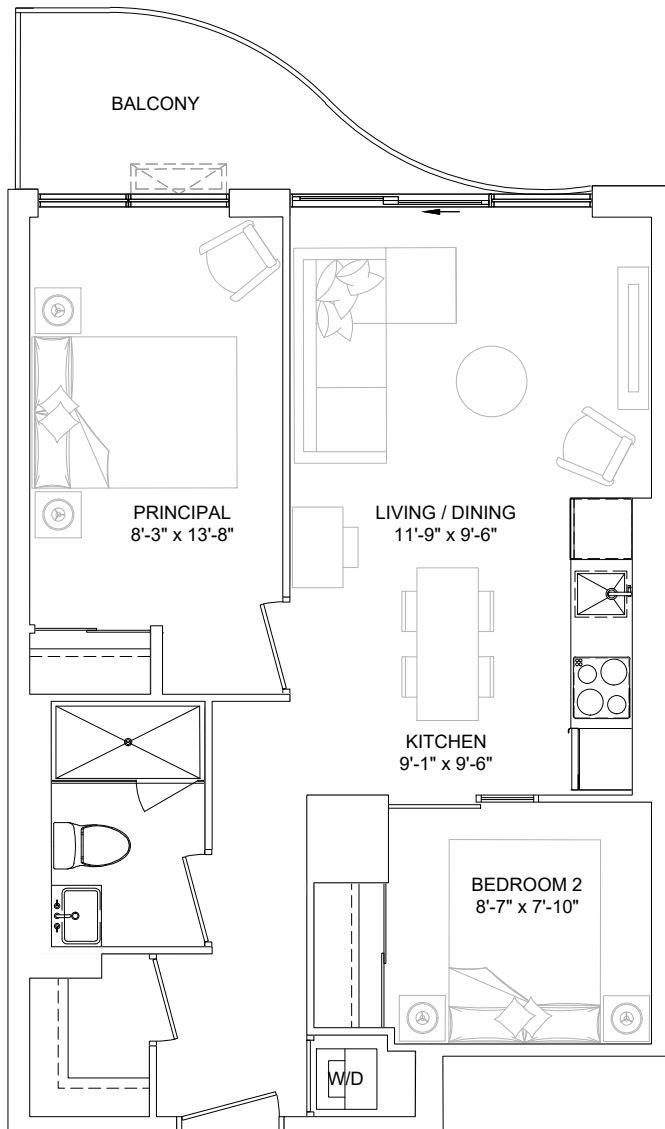 BALCONY
PRINCIPAL
8'-3" x 13'-8"
LIVING / DINING
11'-9" x 9'-6"
KITCHEN
9'-1" x 9'-6"
BEDROOM 2
8'-7" x 7'-10"
W/D